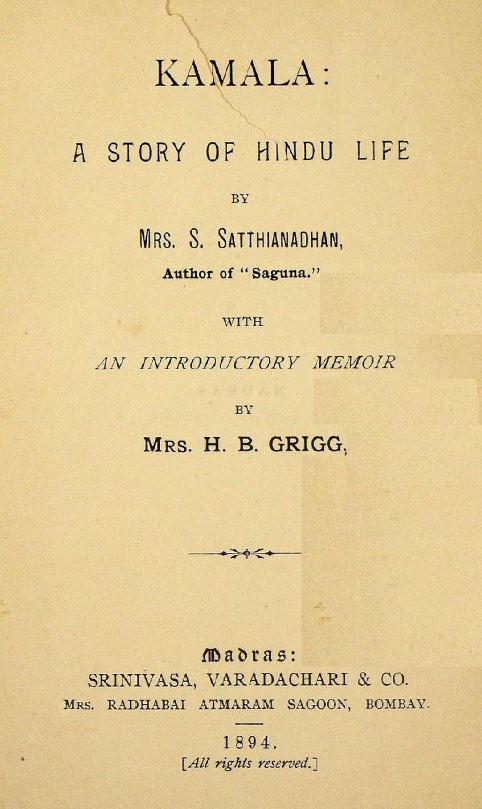 KAMALA:
A STORY OF HINDU LIFE
BY
MRS. S. SATTHIANADHAN,
Author of "Saguna."
WITH
AN INTRODUCTORY MEMOIR
BY
MRS. H. B. GRIGG,
Madras:
SRINIVASA, VARADACHARI & CO.
MRS. RADHABAI ATMARAM SAGOON, BOMBAY.
1894.
[All rights reserved.]